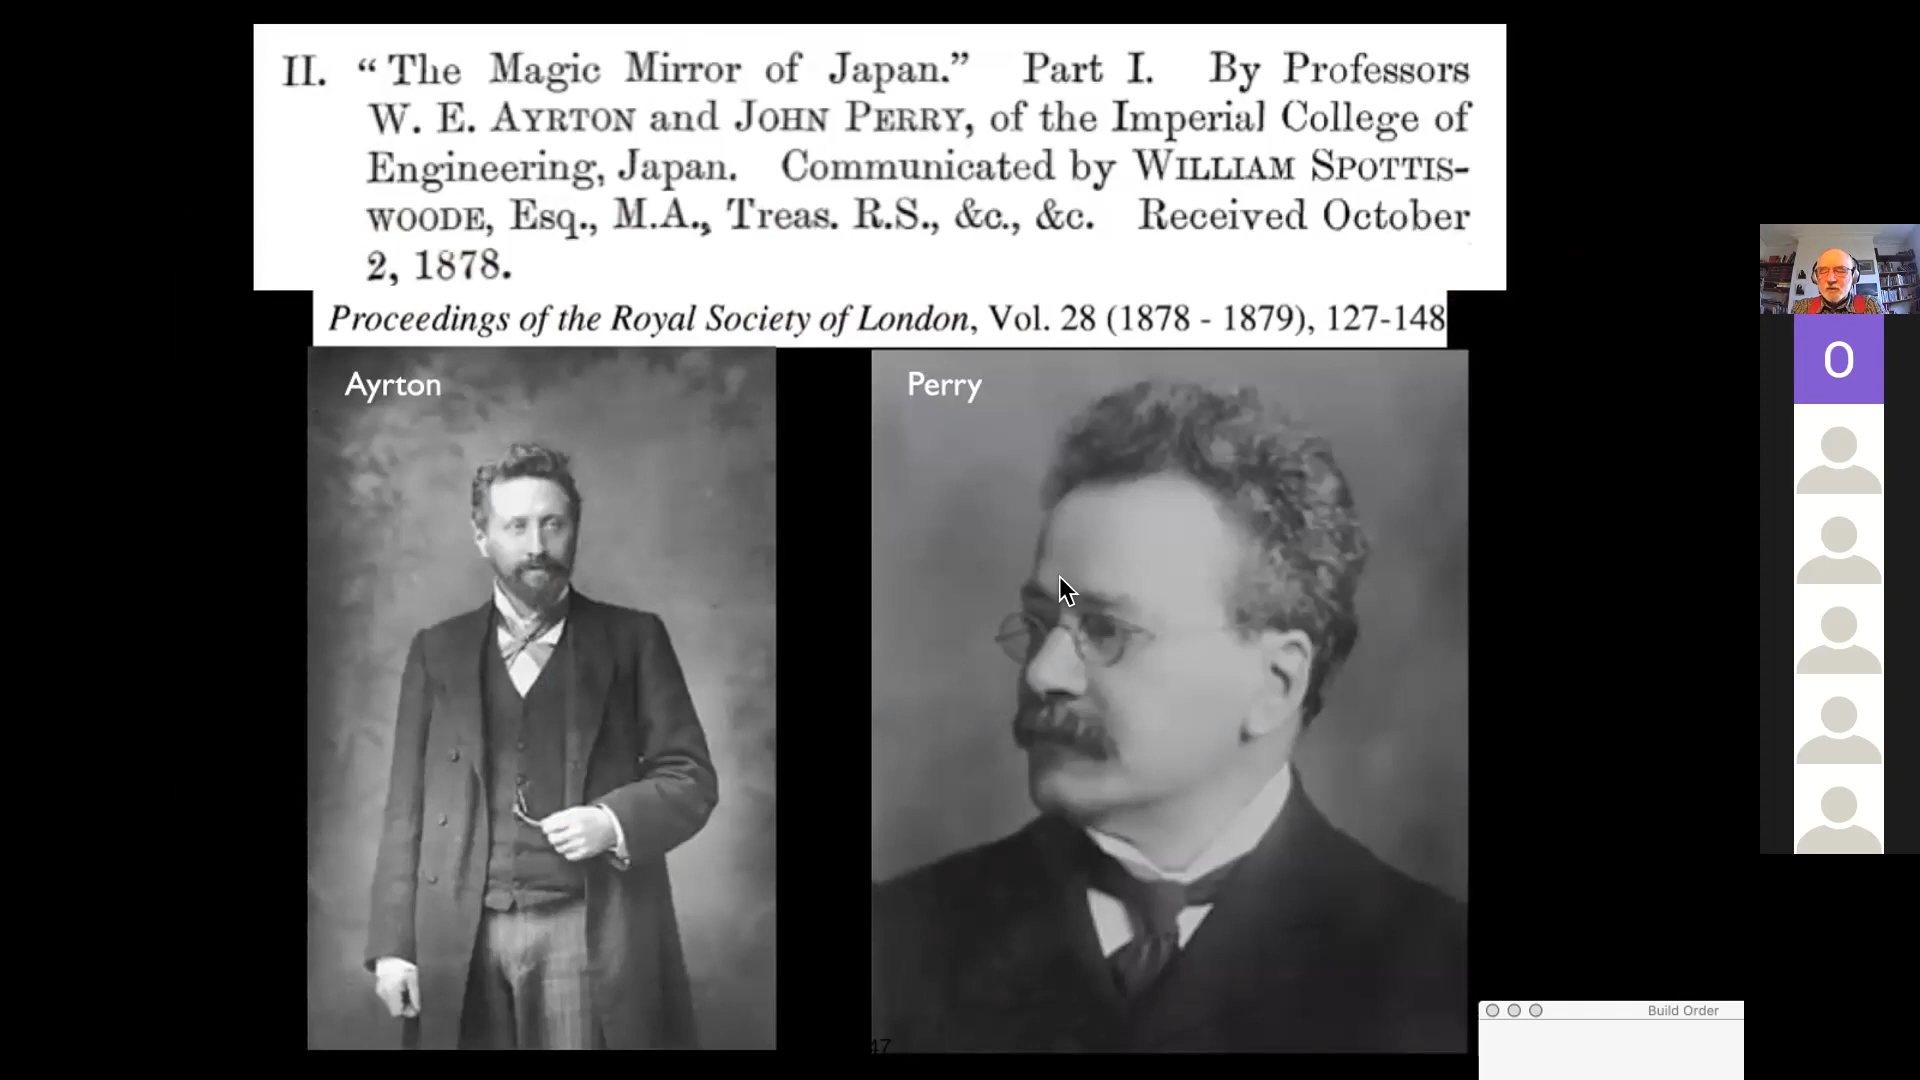 II. “The Magic Mirror of Japan.” Part I. By Professors
W. E. AYRTON and JOHN PERRY, of the Imperial College of
Engineering, Japan. Communicated by WILLIAM SPOTTIS-
WOODE, Esq., M.A., Treas. R.S., &c., &c. Received October
2, 1878.
Proceedings of the Royal Society of London, Vol. 28 (1878 - 1879), 127-148
Ayrton
Perry
O
47
Build Order